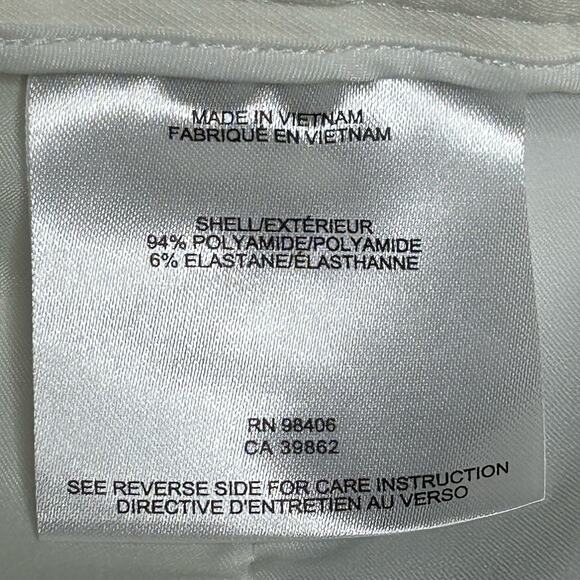 MADE IN VIETNAM
FABRIQUE EN VIETNAM
SHELL/EXTÉRIEUR
94% POLYAMIDE/POLYAMIDE
6% ELASTANE/ÉLASTHANNE
RN 98406
CA 39862
SEE REVERSE SIDE FOR CARE INSTRUCTION
DIRECTIVE D'ENTRETIEN AU VERSO